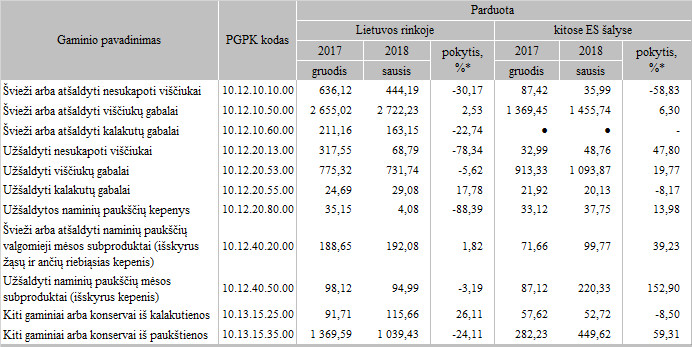 Gaminio pavadinimas PGPK kodas Parduota
Lietuvos rinkoje kitose ES šalyse
2017 gruodis 2018 sausis pokytis, %* 2017 gruodis 2018 sausis pokytis, %*
Švieži arba atšaldyti nesukapoti viščiukai 10.12.10.10.00 636,12 444,19 -30,17 87,42 35,99 -58,83
Švieži arba atšaldyti viščiukų gabalai 10.12.10.50.00 2 655,02 2 722,23 2,53 1 369,45 1 455,74 6,30
Švieži arba atšaldyti kalakutų gabalai 10.12.10.60.00 211,16 163,15 -22,74 ● ● -
Užšaldyti nesukapoti viščiukai 10.12.20.13.00 317,55 68,79 -78,34 32,99 48,76 47,80
Užšaldyti viščiukų gabalai 10.12.20.53.00 775,32 731,74 -5,62 913,33 1 093,87 19,77
Užšaldyti kalakutų gabalai 10.12.20.55.00 24,69 29,08 17,78 21,92 20,13 -8,17
Užšaldytos naminių paukščių kepenys 10.12.20.80.00 35,15 4,08 -88,39 33,12 37,75 13,98
Švieži arba atšaldyti naminių paukščių
valgomieji mėsos subproduktai (išskyrus 10.12.40.20.00 188,65 192,08 1,82 71,66 99,77 39,23
žąsų ir ančių riebiąsias kepenis)
Užšaldyti naminių paukščių mėsos
subproduktai (išskyrus kepenis) 10.12.40.50.00 98,12 94,99 -3,19 87,12 220,33 152,90
Kiti gaminiai arba konservai iš kalakutienos 10.13.15.25.00 91,71 115,66 26,11 57,62 52,72 -8,50
Kiti gaminiai arba konservai iš paukštienos 10.13.15.35.00 1 369,59 1 039,43 -24,11 282,23 449,62 59,31